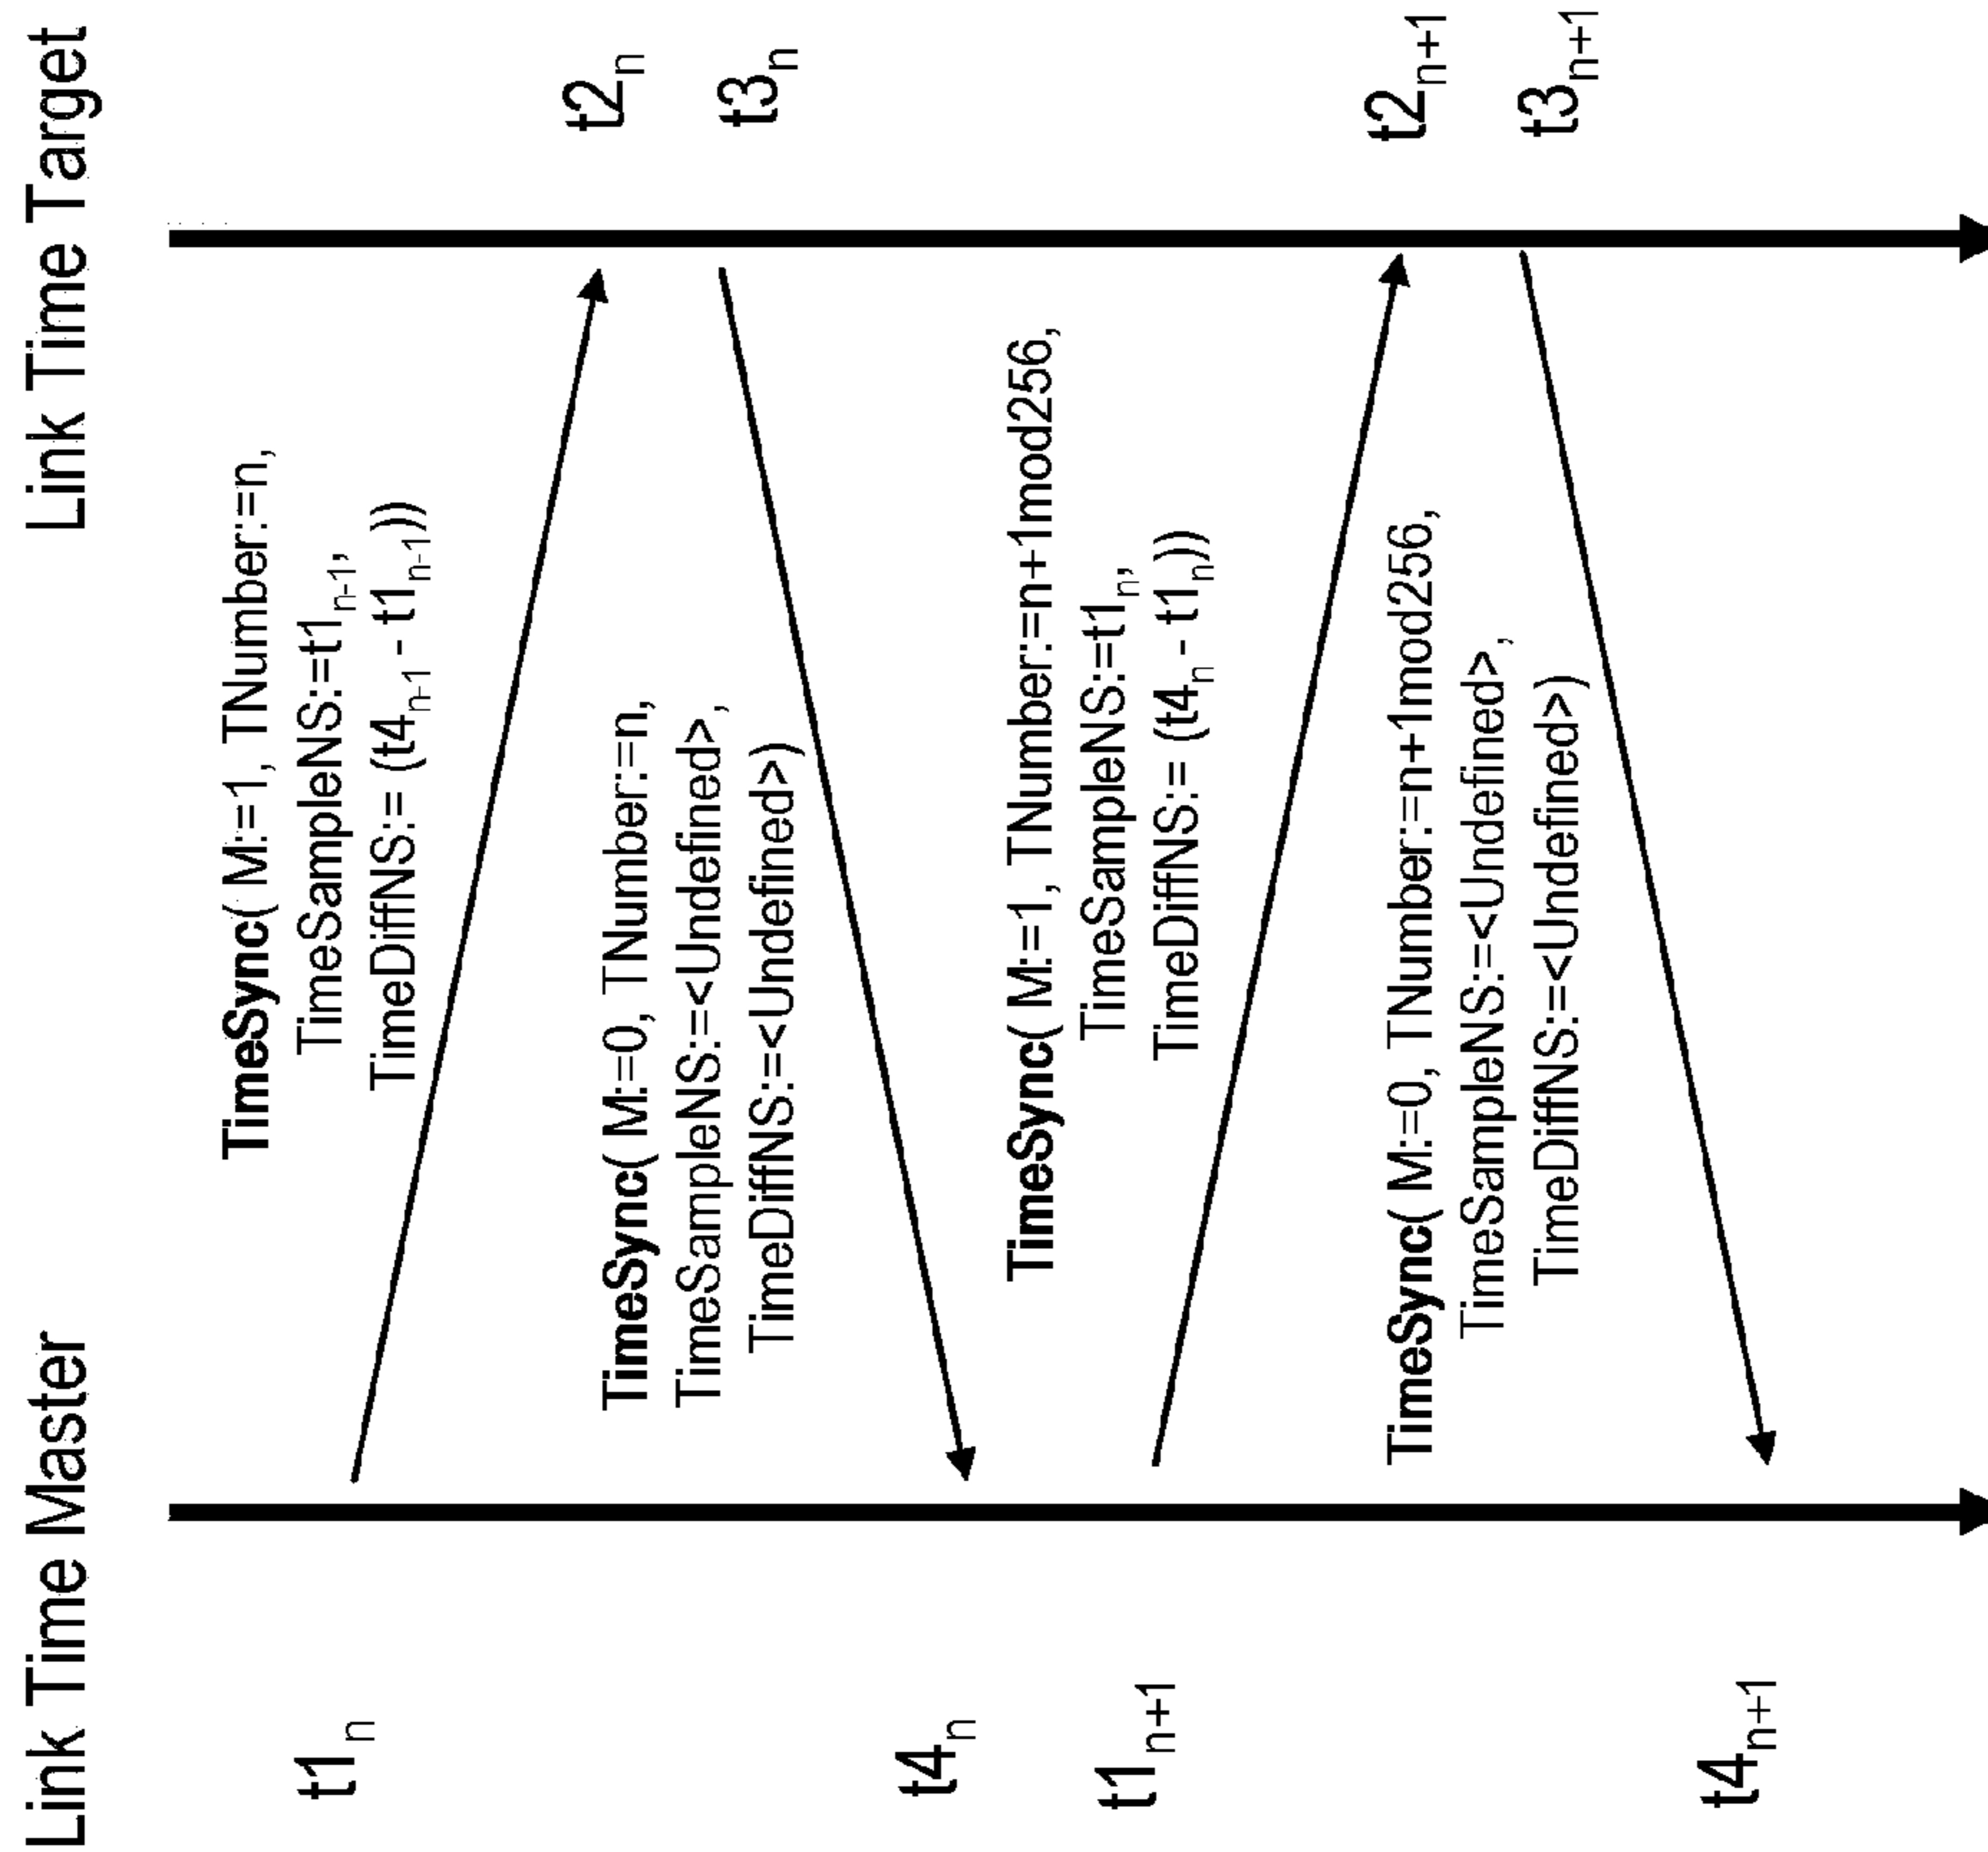 Link Time Master
Link Time Target
t1n
TimeSync( M:=1, TNumber:=n,
TimeSampleNS:=t1n-1,
TimeDiffNS:= (t4n-1 - t1n-1)))
t2n
TimeSync( M:=0, TNumber:=n,
TimeSampleNS:=<Undefined>,
TimeDiffNS:=<Undefined>)
t3n
t4n
t1n+1
TimeSync( M:=1, TNumber:=n+1mod256,
TimeSampleNS:=t1n,
TimeDiffNS:= (t4n - t1n)))
t2n+1
TimeSync( M:=0, TNumber:=n+1mod256,
TimeSampleNS:=<Undefined>,
TimeDiffNS:=<Undefined>)
t3n+1
t4n+1